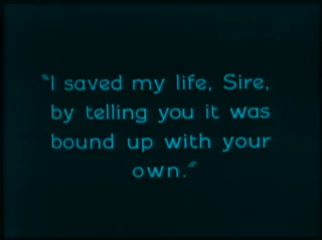 "I saved my life, Sire,
by telling you it was
bound up with your
own."